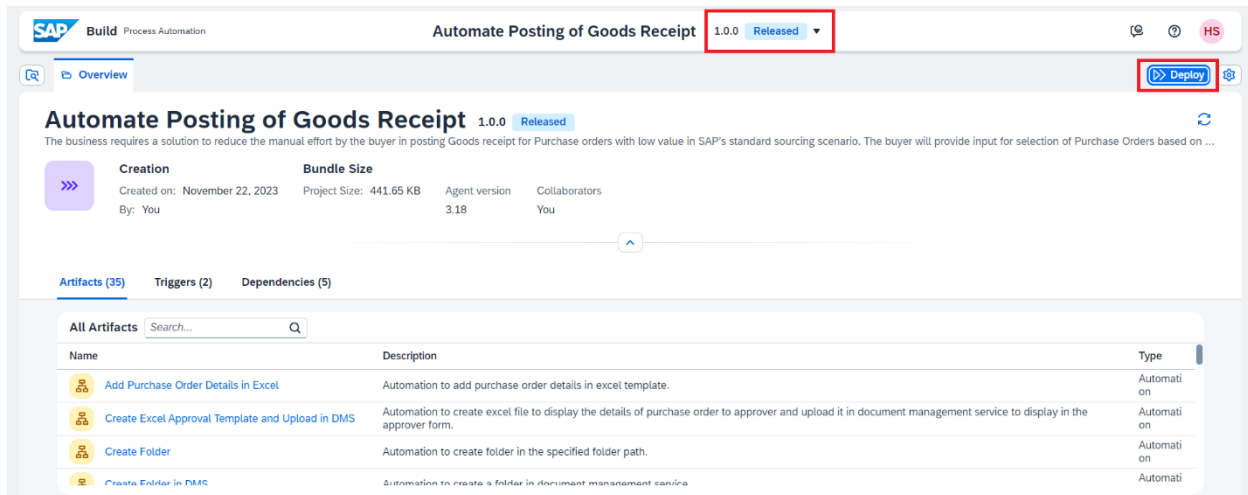 SAP Build Process Automation
Automate Posting of Goods Receipt 1.0.0 Released
HS
Overview
Deploy
Automate Posting of Goods Receipt 1.0.0 Released
The business requires a solution to reduce the manual effort by the buyer in posting Goods receipt for Purchase orders with low value in SAP's standard sourcing scenario. The buyer will provide input for selection of Purchase Orders based on ...
Creation
Created on: November 22, 2023
By: You
Bundle Size
Project Size: 441.65 KB
Agent version
3.18
Collaborators
You
Artifacts (35) Triggers (2) Dependencies (5)
All Artifacts Search...
Name Description Type
Add Purchase Order Details in Excel Automation to add purchase order details in excel template. Automati
on
Create Excel Approval Template and Upload in DMS Automation to create excel file to display the details of purchase order to approver and upload it in document management service to display in the Automati
approver form. on
Create Folder Automation to create folder in the specified folder path. Automati
on
Create Folder in DMS Automation to create a folder in document management service. Automati